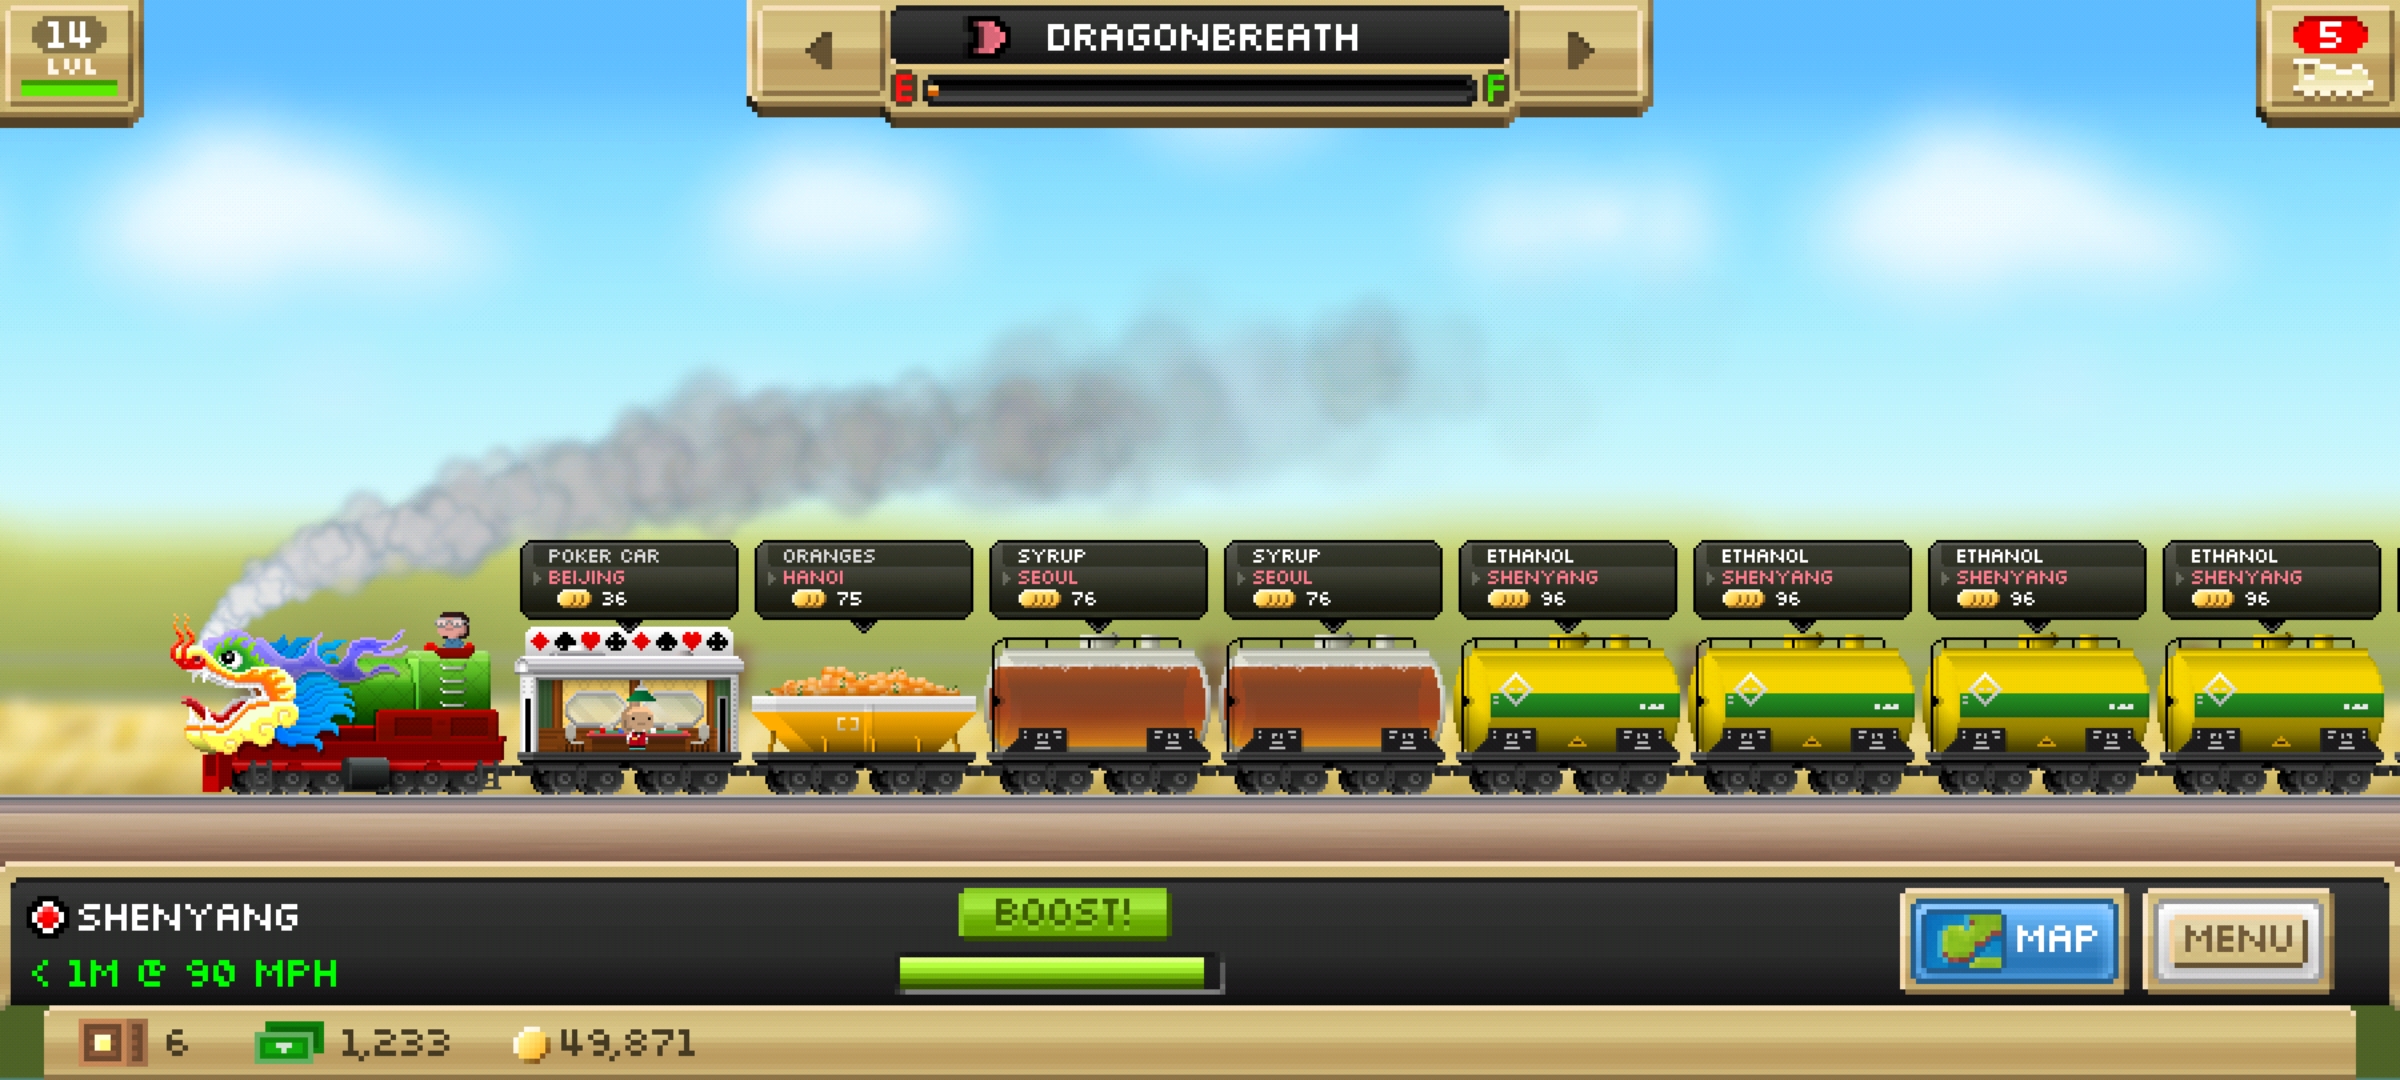 14
LVL
DRAGONBREATH
E
F
5
POKER CAR
BEIJING
36
ORANGES
HANOI
75
SYRUP
SEOUL
76
SYRUP
SEOUL
76
ETHANOL
SHENYANG
96
ETHANOL
SHENYANG
96
ETHANOL
SHENYANG
96
ETHANOL
SHENYANG
96
SHENYANG
< 1M @ 90 MPH
BOOST!
MAP
MENU
6
1,233
49,871